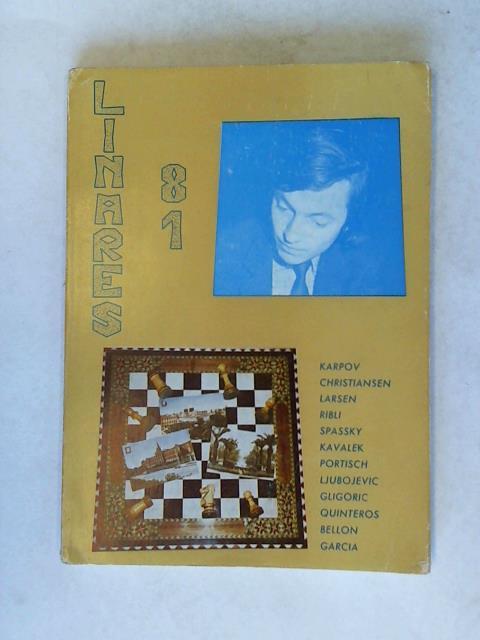 LINARES
81
KARPOV
CHRISTIANSEN
LARSEN
RIBLI
SPASSKY
KAVALEK
PORTISCH
LJUBOJEVIC
GLIGORIC
QUINTEROS
BELLON
GARCIA